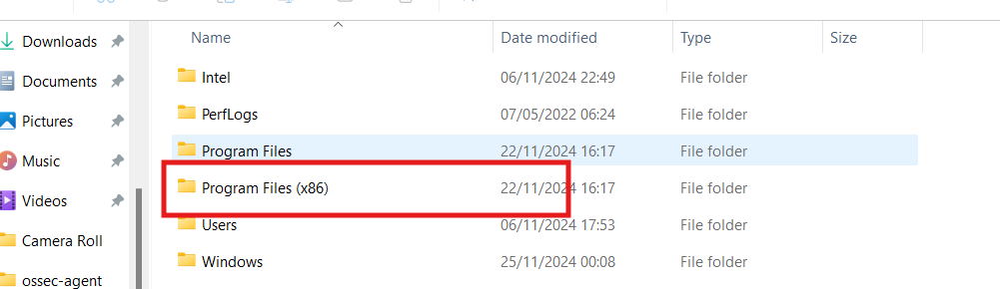 Name Date modified Type Size
Downloads
Documents
Pictures
Music
Videos
Camera Roll
ossec-agent
Intel 06/11/2024 22:49 File folder
PerfLogs 07/05/2022 06:24 File folder
Program Files 22/11/2024 16:17 File folder
Program Files (x86) 22/11/2024 16:17 File folder
Users 06/11/2024 17:53 File folder
Windows 25/11/2024 00:08 File folder